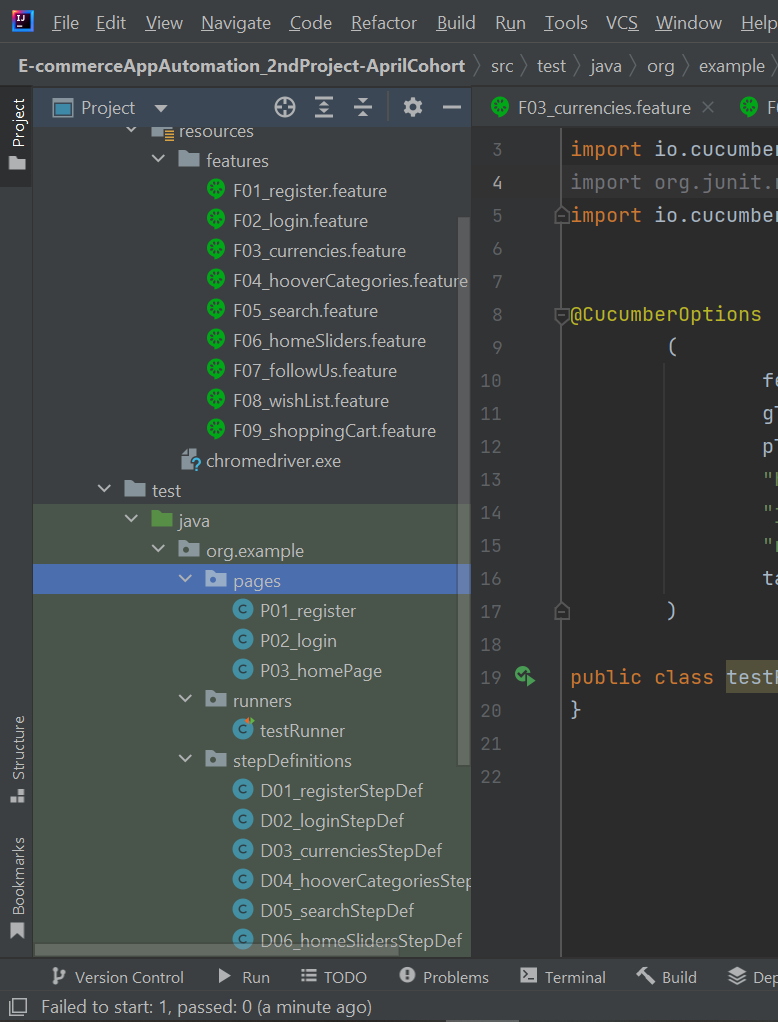 File Edit View Navigate Code Refactor Build Run Tools VCS Window Help
E-commerceAppAutomation_2ndProject-AprilCohort src test java org example
Project
Project
F03_currencies.feature
resources
features
F01_register.feature
F02_login.feature
F03_currencies.feature
F04_hooverCategories.feature
F05_search.feature
F06_homeSliders.feature
F07_followUs.feature
F08_wishList.feature
F09_shoppingCart.feature
chromedriver.exe
test
java
org.example
pages
P01_register
P02_login
P03_homePage
runners
testRunner
stepDefinitions
D01_registerStepDef
D02_loginStepDef
D03_currenciesStepDef
D04_hooverCategoriesStep
D05_searchStepDef
D06_homeSlidersStepDef
3 import io.cucumber
4 import org.junit.
5 import io.cucumber
6
7
8 @CucumberOptions
9 (
10 fe
11 gl
12 pl
13
14
15
16 ta
17 )
18
19 public class test
20 }
21
22
Structure
Bookmarks
Version Control Run TODO Problems Terminal Build Dep
Failed to start: 1, passed: 0 (a minute ago)